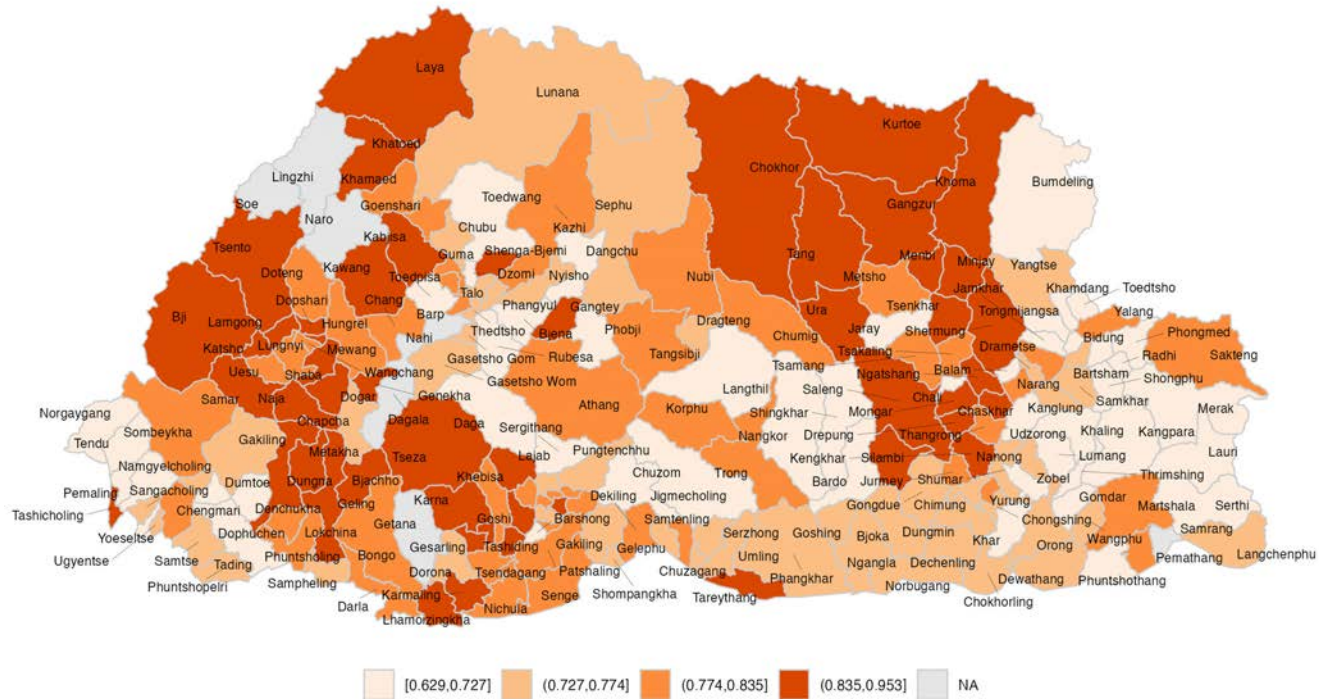 Laya
Lunana
Kurtoe
Khatoed
Chokhor
Lingzhi
Khamaed
Khoma
Bumdeling
Soe
Goenshari
Toedwang
Sephu
Gangzur
Naro
Chubu
Kazhi
Tsento
Kabiisa
Guma
Shenga-Bjemi
Dangchu
Tang
Menbi
Minjay
Yangtse
Doteng
Kawang
Toedpisa
Dzomi
Nyisho
Nubi
Metsho
Jamkhar
Khamdang
Toedtsho
Dopshari
Chang
Talo
Phangyul
Gangtey
Ura
Tsenkhar
Tongmijangsa
Yalang
Bji
Lamgong
Hungrel
Barp
Thedtsho
Bjena
Phobji
Dragteng
Chumig
Jaray
Shermung
Bidung
Phongmed
Katsho
Lungnyi
Mewang
Nahi
Gasetsho Gom
Rubesa
Tangsibji
Tsamang
Tsakaling
Drametse
Radhi
Sakteng
Uesu
Shaba
Wangchang
Gasetsho Wom
Ngatshang
Balam
Narang
Bartsham
Shongphu
Samar
Naja
Dogar
Genekha
Athang
Langthil
Saleng
Chali
Samkhar
Norgaygang
Sombeykha
Chapcha
Dagala
Daga
Sergithang
Korphu
Shingkhar
Mongar
Chaskhar
Kanglung
Merak
Tendu
Gakiling
Metakha
Tseza
Lajab
Pungtenchhu
Nangkor
Drepung
Thangrong
Udzorong
Khaling
Kangpara
Namgyelcholing
Dumtoe
Dungna
Bjachho
Khebisa
Chuzom
Trong
Kengkhar
Silambi
Nanong
Lumang
Lauri
Pemaling
Sangacholing
Geling
Karna
Dekiling
Jigmecholing
Bardo
Jurmey
Shumar
Zobel
Thrimshing
Tashicholing
Chengmari
Denchukha
Getana
Goshi
Barshong
Samtenling
Gongdue
Chimung
Yurung
Gomdar
Martshala
Serthi
Yoeseltse
Dophuchen
Lokchina
Gesarling
Tashiding
Gakiling
Gelephu
Serzhong
Goshing
Bjoka
Dungmin
Khar
Chongshing
Wangphu
Samrang
Ugyentse
Samtse
Tading
Phuntsholing
Bongo
Dorona
Tsendagang
Patshaling
Chuzagang
Umling
Phangkhar
Ngangla
Dechenling
Orong
Pemathang
Langchenphu
Phuntshopelri
Sampheling
Darla
Karmaling
Nichula
Senge
Shompangkha
Tareythang
Norbugang
Dewathang
Phuntshothang
Lhamoizingkha
Chokhorling
[0.629,0.727] (0.727,0.774] (0.774,0.835] (0.835,0.953] NA